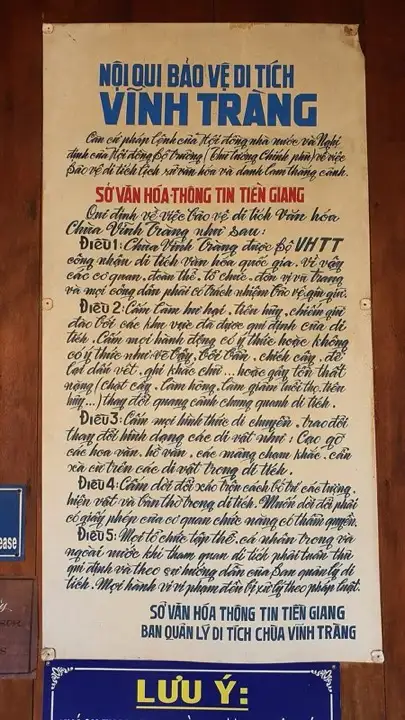 NỘI QUI BẢO VỆ DI TÍCH
VĨNH TRÀNG
Căn cứ pháp lệnh của Hội đồng nhà nước và Nghị
định của Hội đồng Bộ trưởng (Thủ tướng Chính phủ) về việc
bảo vệ di tích lịch sử văn hóa và danh lam thắng cảnh.
SỞ VĂN HÓA-THÔNG TIN TIỀN GIANG
Qui định về việc bảo vệ di tích Văn hóa
Chùa Vĩnh Tràng như sau:
Điều 1: Chùa Vĩnh Tràng được Bộ VHTT
công nhận di tích văn hóa quốc gia. Vì vậy
các cơ quan, đoàn thể, tổ chức, đơn vị vũ trang
và mọi công dân phải có trách nhiệm bảo vệ, gìn giữ.
Điều 2: Cấm làm hư hại, tiêu hủy, chiếm giữ
đào bới các khu vực đã được qui định của di
tích. Cấm mọi hành động có ý thức hoặc không
có ý thức như vẽ bậy, bôi bẩn, chiếch cậy, để
lại dấu vết, ghi khắc chữ... hoặc gây tổn thất
nặng (chặt cây, làm hỏng, làm giảm tuổi thọ, tiêu
hủy...) thay đổi quang cảnh chung quanh di tích.
Điều 3: Cấm mọi hình thức di chuyển, trao đổi
thay đổi hình dạng các di vật như: Cạo gỡ
các hoa văn, hồ văn, các mảng chạm khắc, cẩn
xà cừ trên các di vật trong di tích.
Điều 4: Cấm dời đổi xáo trộn cách bố trí các tượng,
hiện vật và bàn thờ trong di tích. Muốn dời đổi phải
có giấy phép của cơ quan chức năng có thẩm quyền.
Điều 5: Mọi tổ chức tập thể, cá nhân trong và
ngoài nước khi tham quan di tích phải tuân thủ
qui định và theo sự hướng dẫn của Ban quản lý di
tích. Mọi hành vi vi phạm đều bị xử lý theo pháp luật.
SỞ VĂN HÓA THÔNG TIN TIỀN GIANG
BAN QUẢN LÝ DI TÍCH CHÙA VĨNH TRÀNG
LƯU Ý: